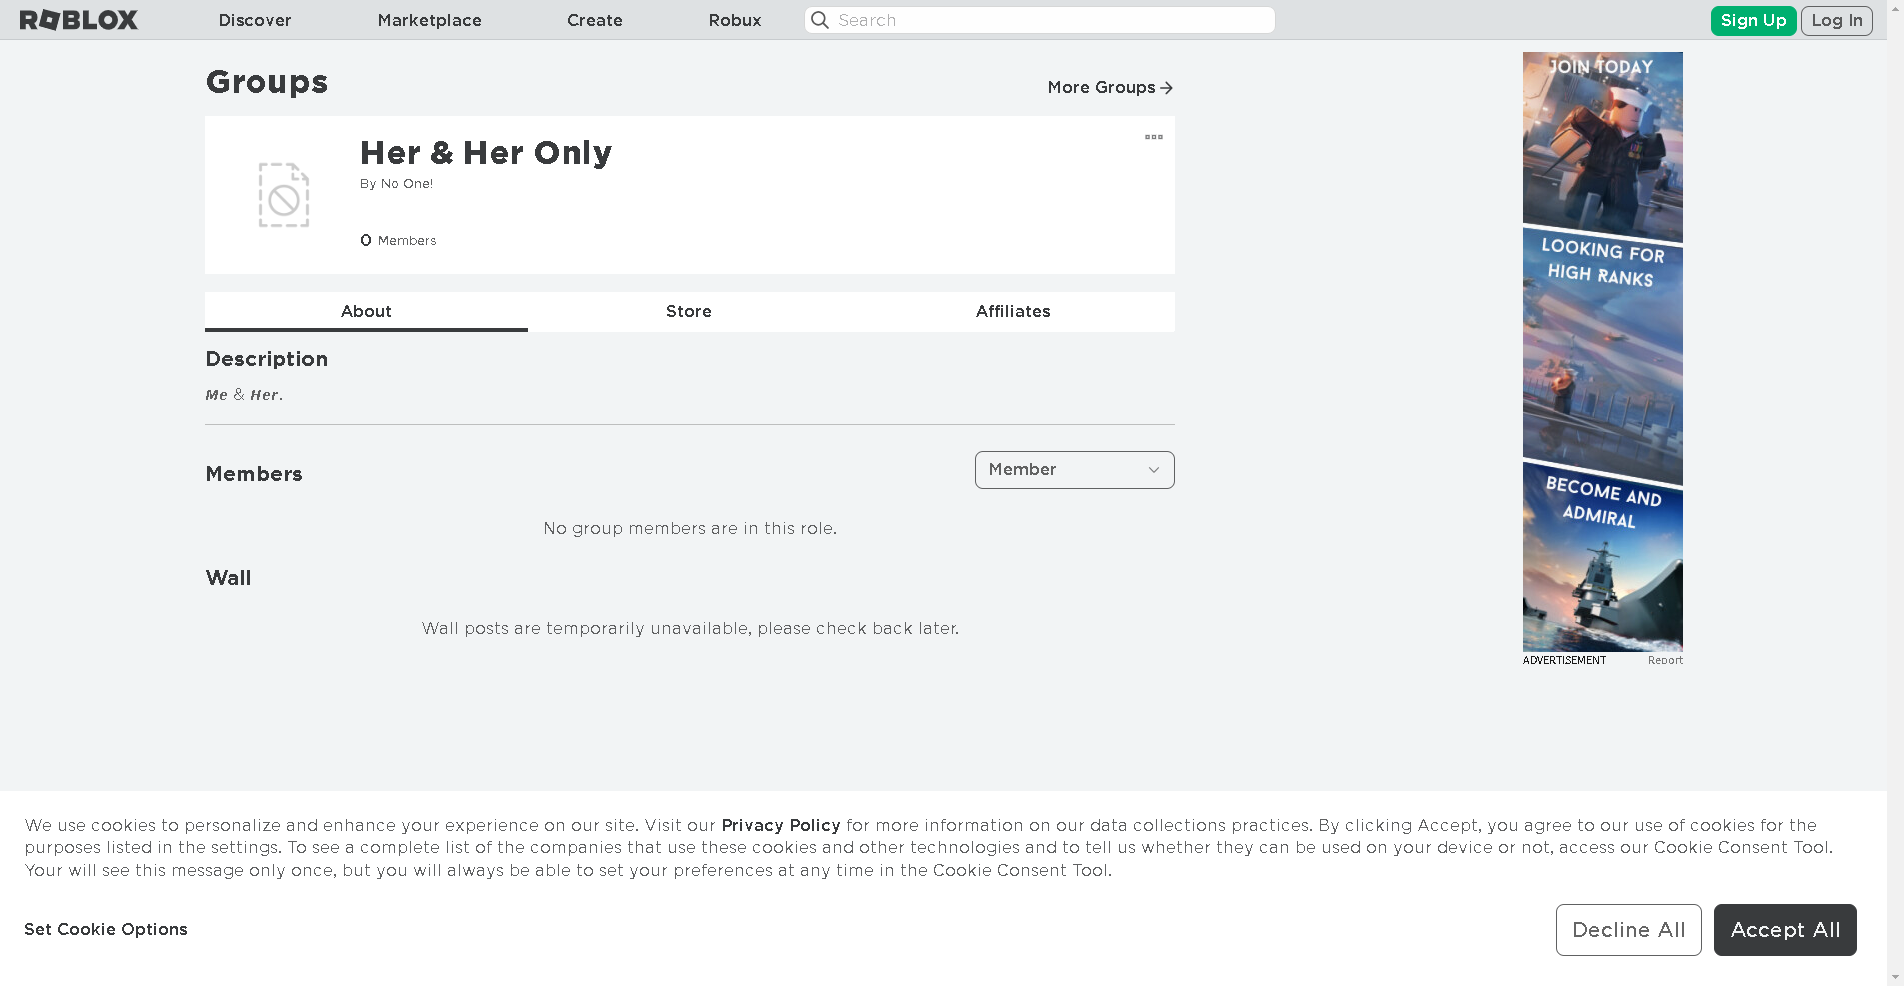 ROBLOX
Discover
Marketplace
Create
Robux
Search
Sign Up
Log In
Groups
More Groups
Her & Her Only
By No One!
0 Members
About
Store
Affiliates
Description
Me & Her.
Members
Member
No group members are in this role.
Wall
Wall posts are temporarily unavailable, please check back later.
JOIN TODAY
LOOKING FOR
HIGH RANKS
BECOME AND
ADMIRAL
ADVERTISEMENT
Report
We use cookies to personalize and enhance your experience on our site. Visit our Privacy Policy for more information on our data collections practices. By clicking Accept, you agree to our use of cookies for the
purposes listed in the settings. To see a complete list of the companies that use these cookies and other technologies and to tell us whether they can be used on your device or not, access our Cookie Consent Tool.
Your will see this message only once, but you will always be able to set your preferences at any time in the Cookie Consent Tool.
Set Cookie Options
Decline All
Accept All